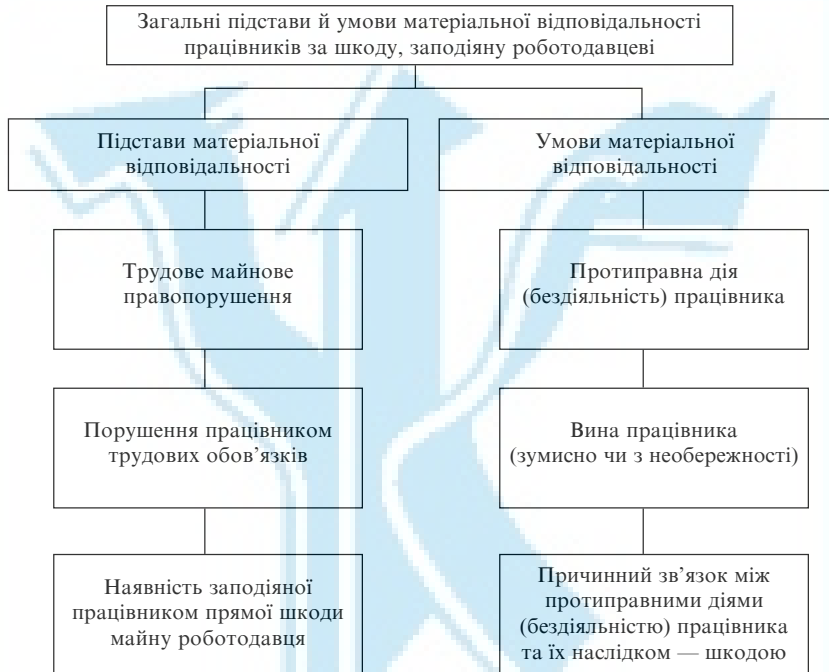 Загальні підстави й умови матеріальної відповідальності
працівників за шкоду, заподіяну роботодавцеві
Підстави матеріальної
відповідальності
Умови матеріальної
відповідальності
Трудове майнове
правопорушення
Протиправна дія
(бездіяльність) працівника
Порушення працівником
трудових обов’язків
Вина працівника
(зумисно чи з необережності)
Наявність заподіяної
працівником прямої шкоди
майну роботодавця
Причинний зв’язок між
протиправними діями
(бездіяльністю) працівника
та їх наслідком — шкодою